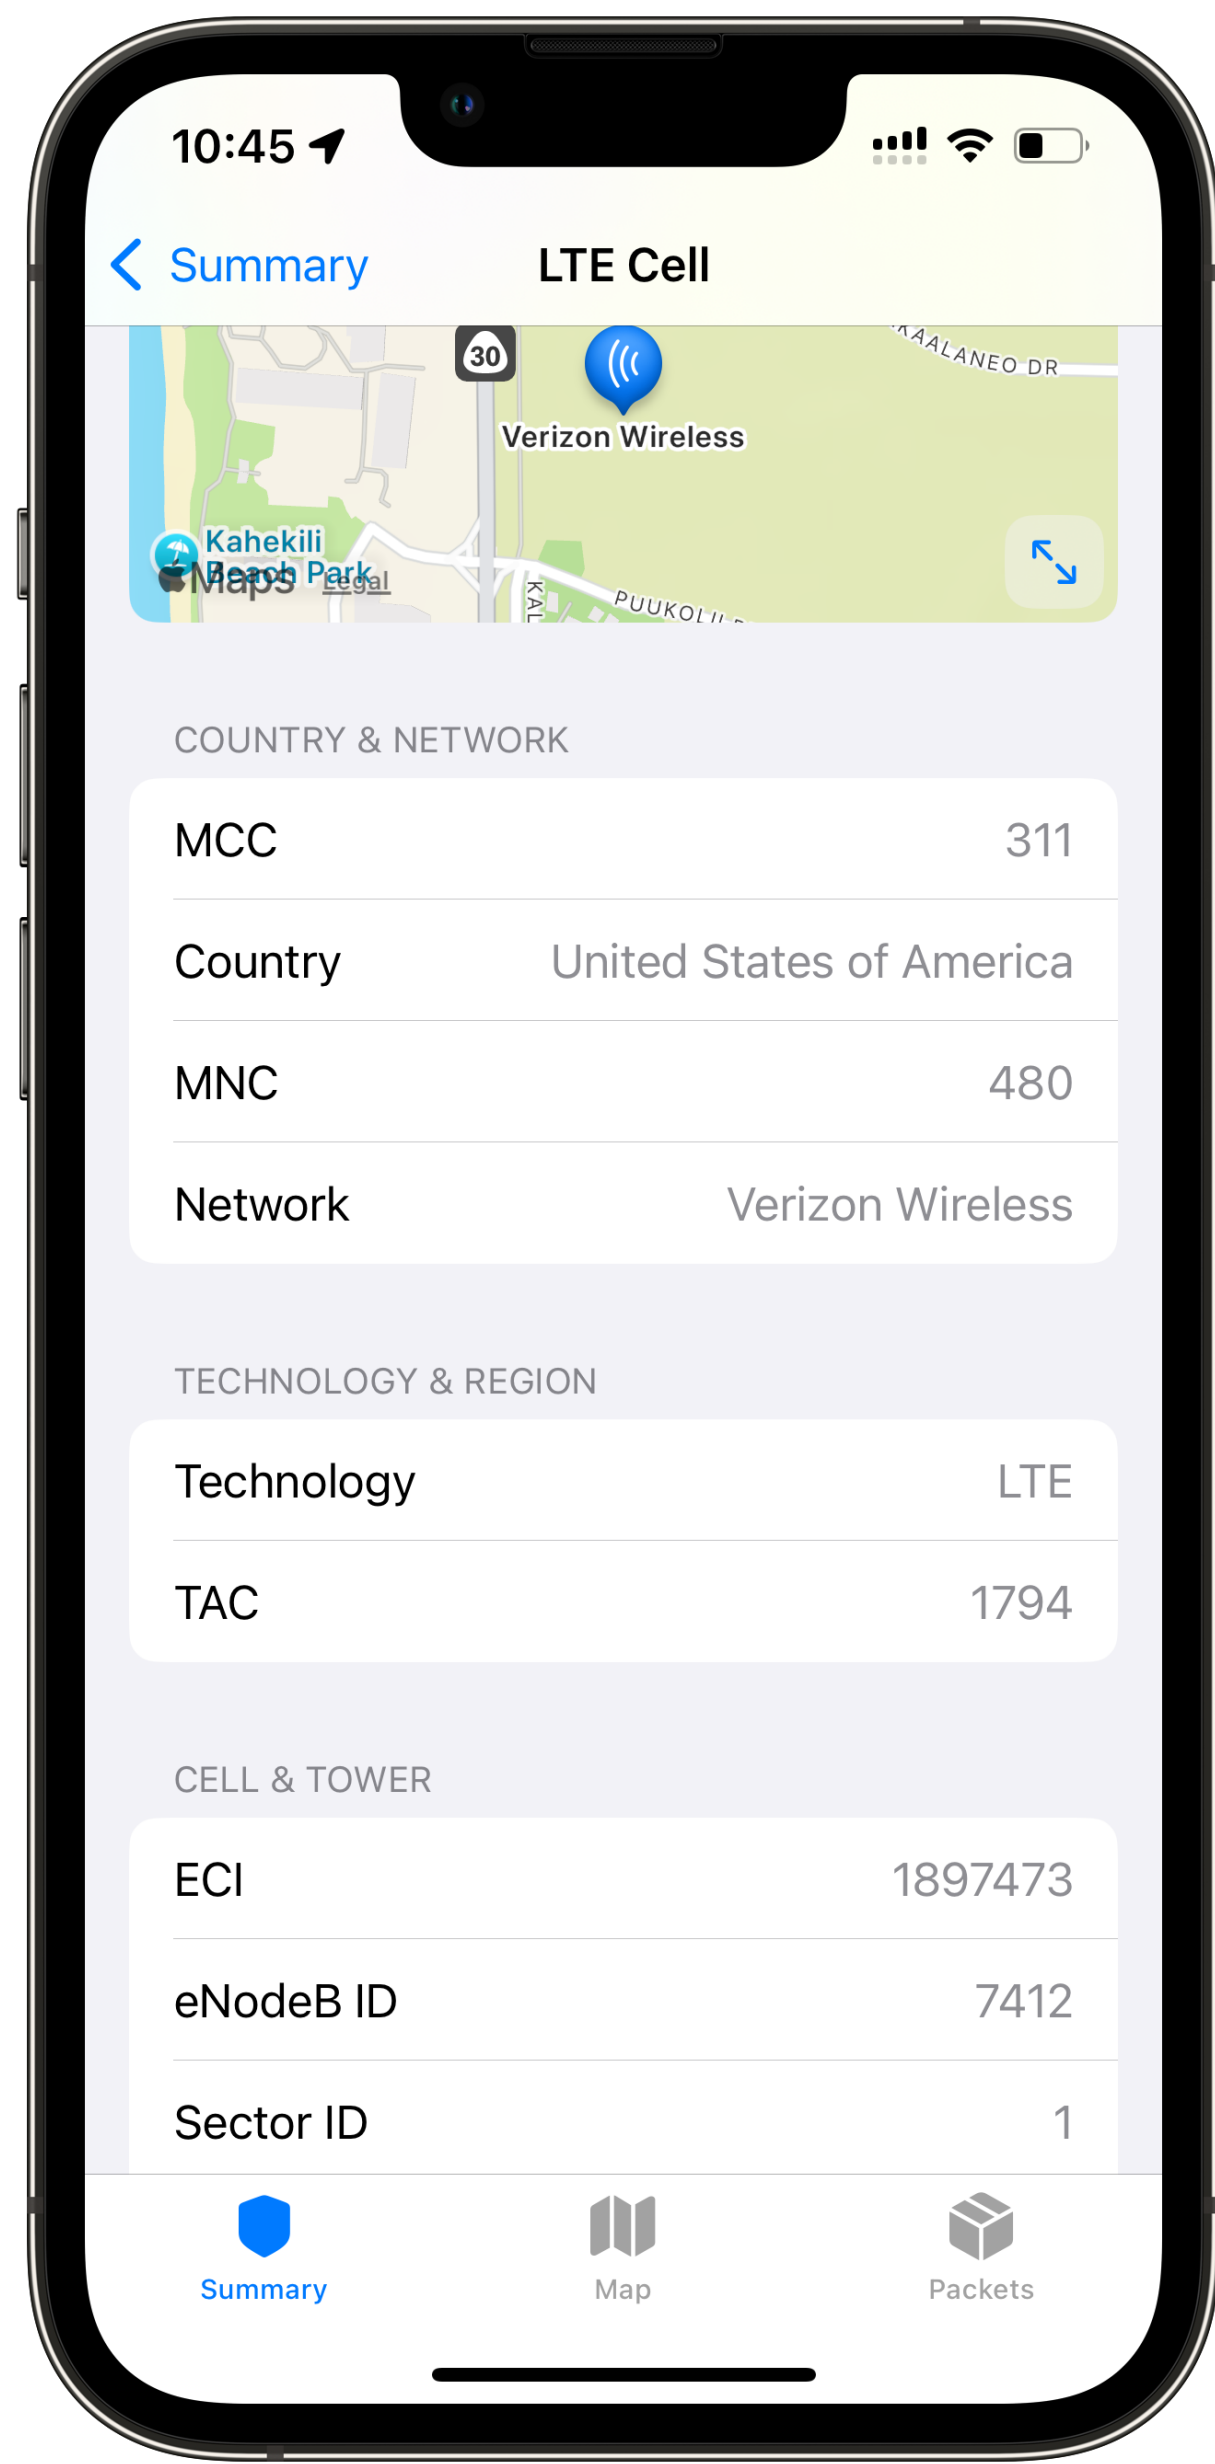 10:45
Summary
LTE Cell
30
KAALANEO DR
Verizon Wireless
Kahekili
Beach Park
Maps
Legal
KAL
PUUKOLII
COUNTRY & NETWORK
MCC 311
Country United States of America
MNC 480
Network Verizon Wireless
TECHNOLOGY & REGION
Technology LTE
TAC 1794
CELL & TOWER
ECI 1897473
eNodeB ID 7412
Sector ID 1
Summary
Map
Packets